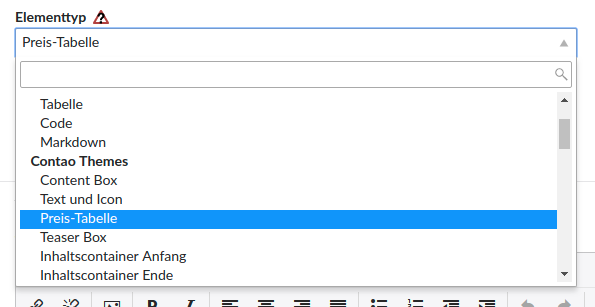 Elementtyp
Preis-Tabelle
Tabelle
Code
Markdown
Contao Themes
Content Box
Text und Icon
Preis-Tabelle
Teaser Box
Inhaltscontainer Anfang
Inhaltscontainer Ende